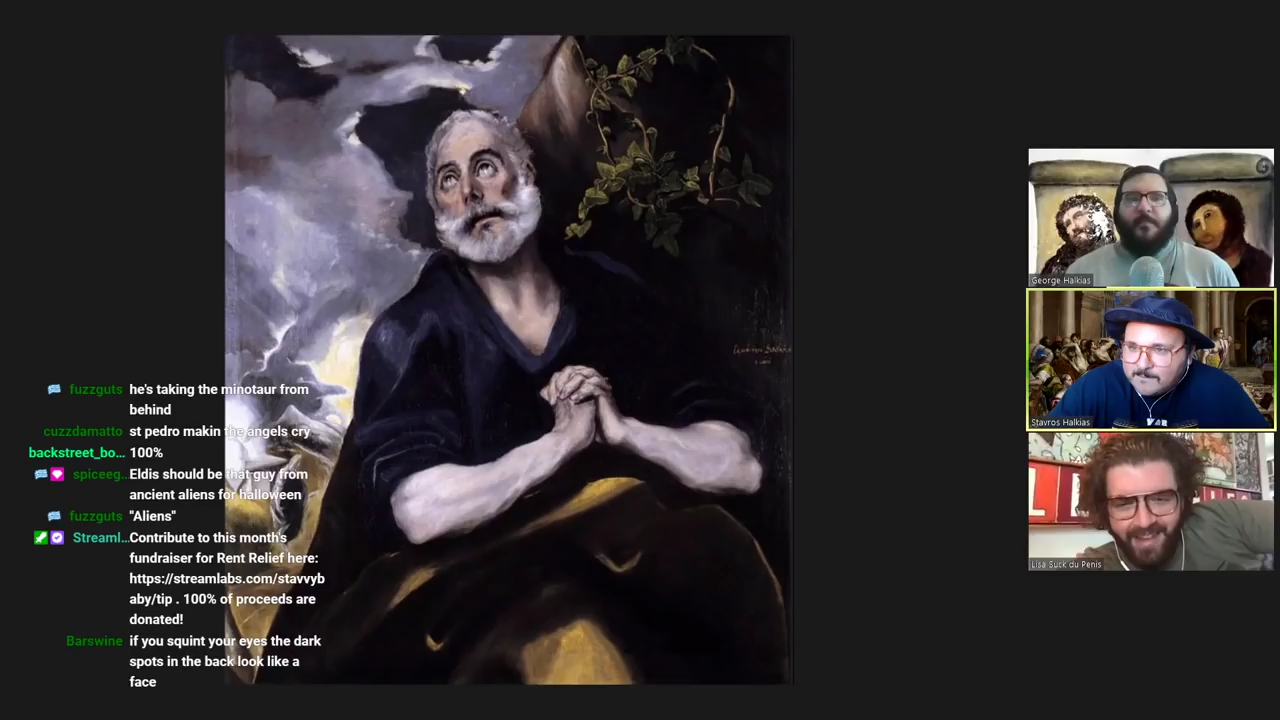 fuzzguts he's taking the minotaur from
behind
cuzzdamatto st pedro makin the angels cry
backstreet_bo... 100%
spiceeg... Eldis should be that guy from
ancient aliens for halloween
fuzzguts "Aliens"
Streaml... Contribute to this month's
fundraiser for Rent Relief here:
https://streamlabs.com/stavvyb
aby/tip . 100% of proceeds are
donated!
Barswine if you squint your eyes the dark
spots in the back look like a
face
George Halkias
Stavros Halkias
Lisa Suck du Penis